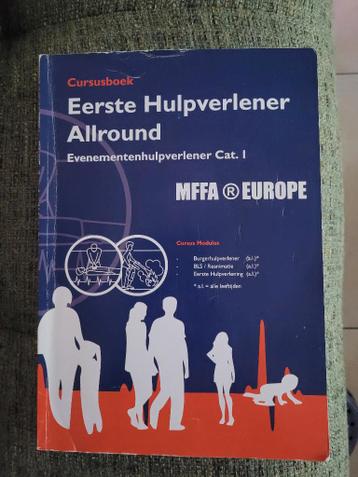 Cursusboek
Eerste Hulpverlener
Allround
Evenementenhulpverlener Cat. I
MFFA ® EUROPE
Cursus Modules
- Burgerhulpverlener (a.l.)*
- BLS / Reanimatie (a.l.)*
- Eerste Hulpverlening (a.l.)*
* a.l. = alle leeftijden